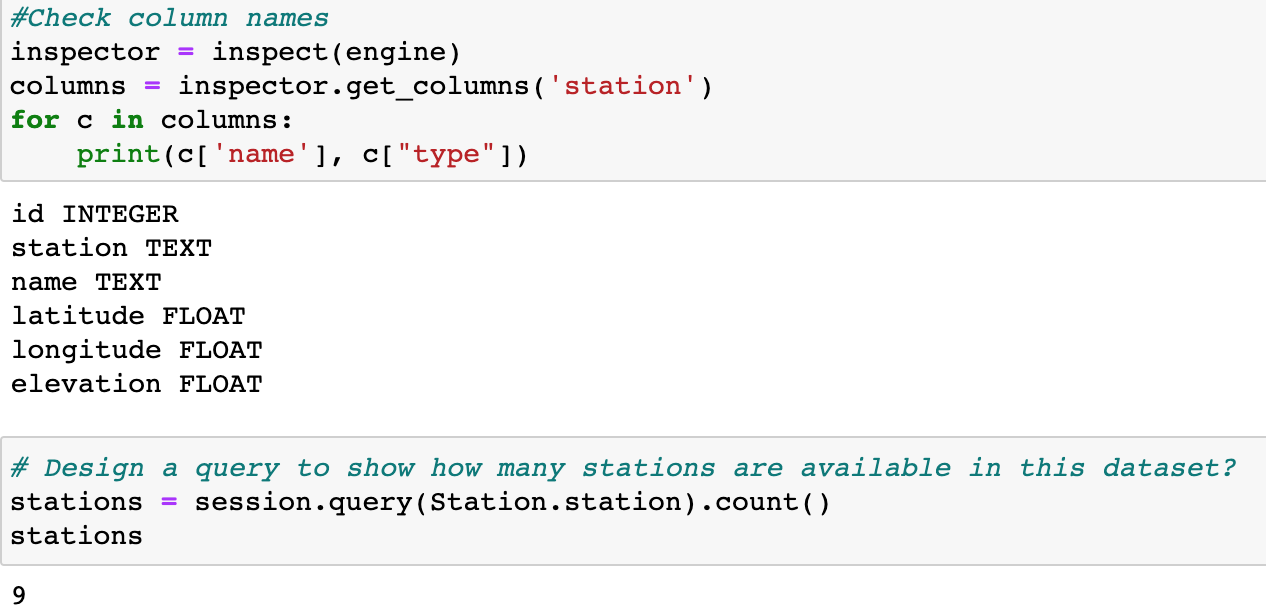 #Check column names
inspector = inspect(engine)
columns = inspector.get_columns('station')
for c in columns:
    print(c['name'], c["type"])
id INTEGER
station TEXT
name TEXT
latitude FLOAT
longitude FLOAT
elevation FLOAT
# Design a query to show how many stations are available in this dataset?
stations = session.query(Station.station).count()
stations
9